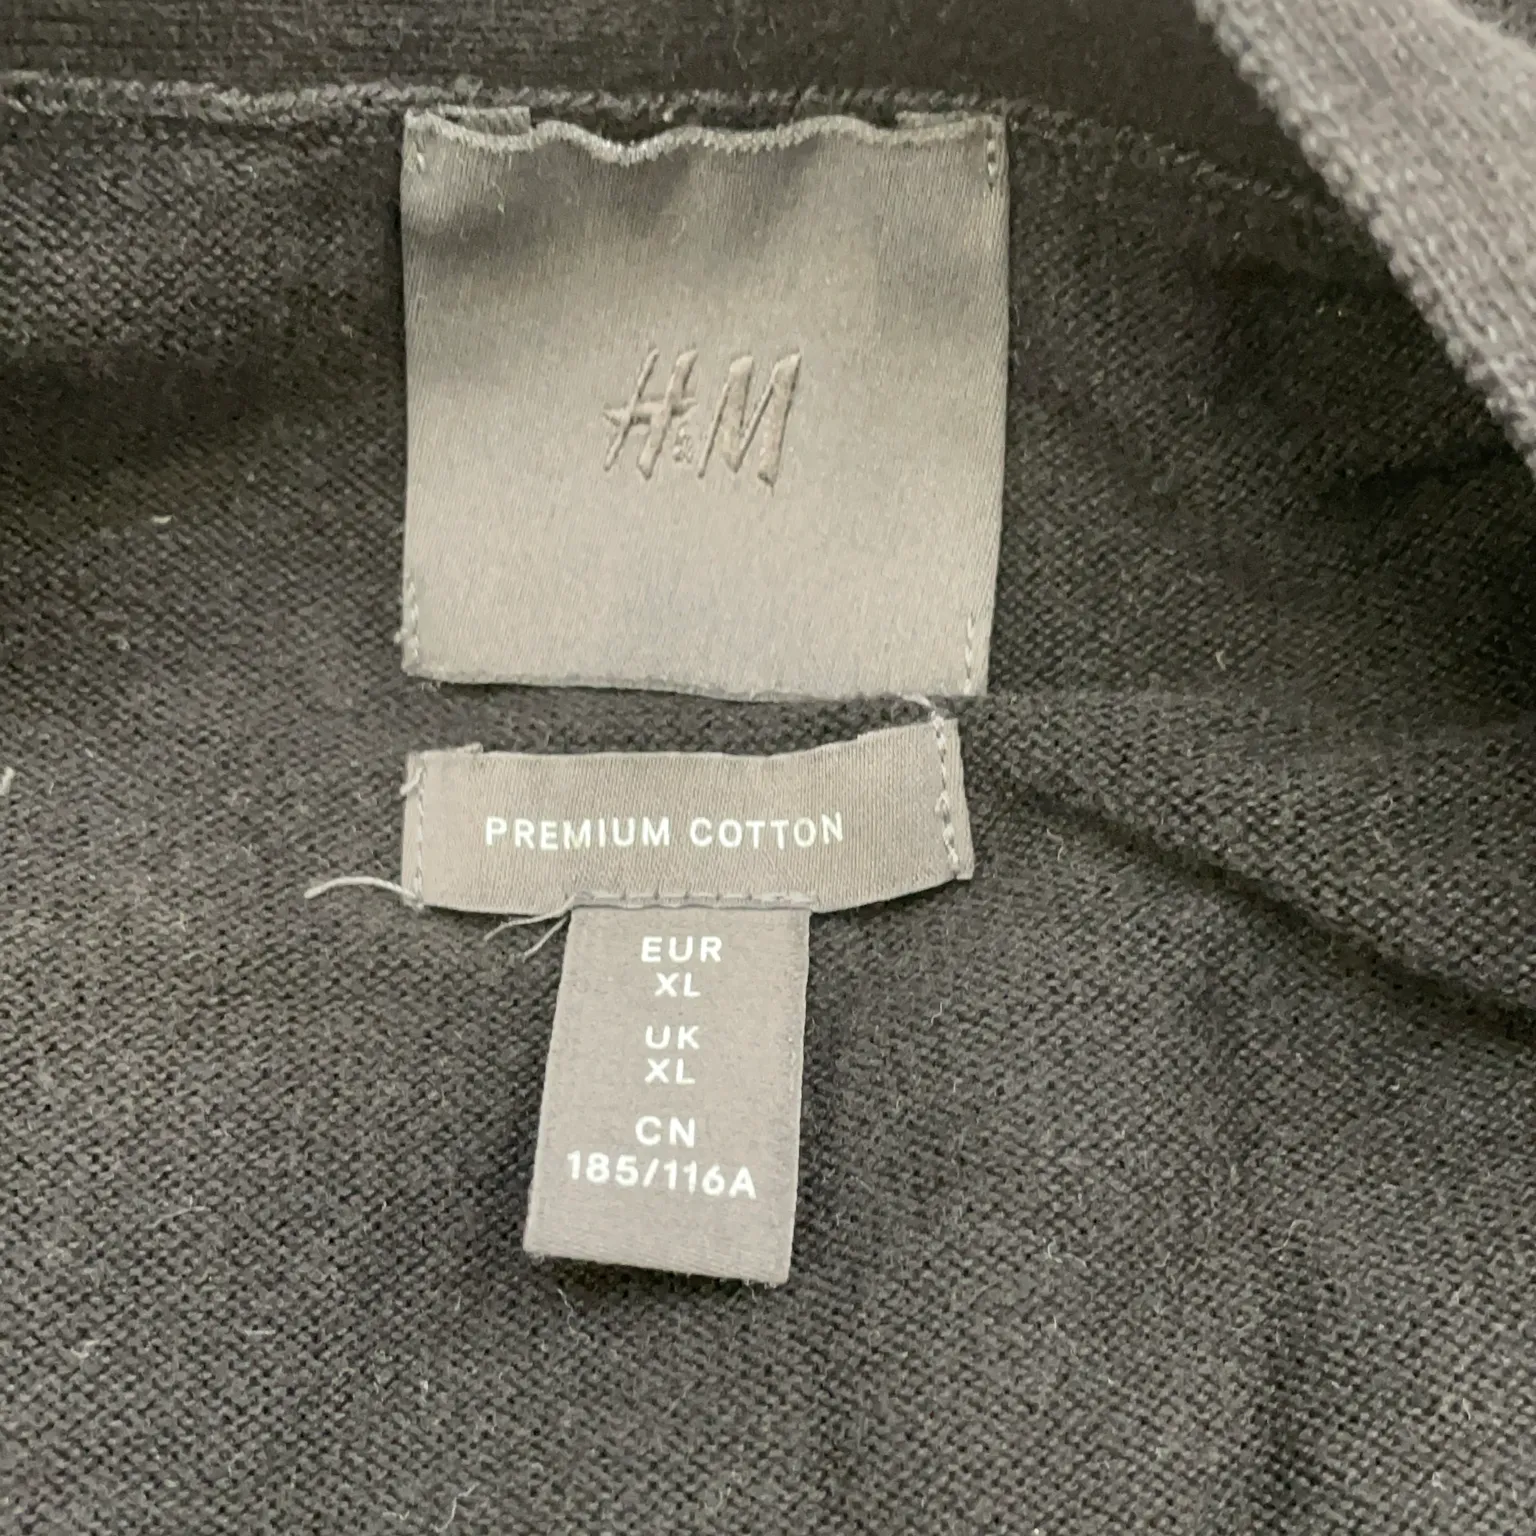 H&M
PREMIUM COTTON
EUR
XL
UK
XL
CN
185/116A